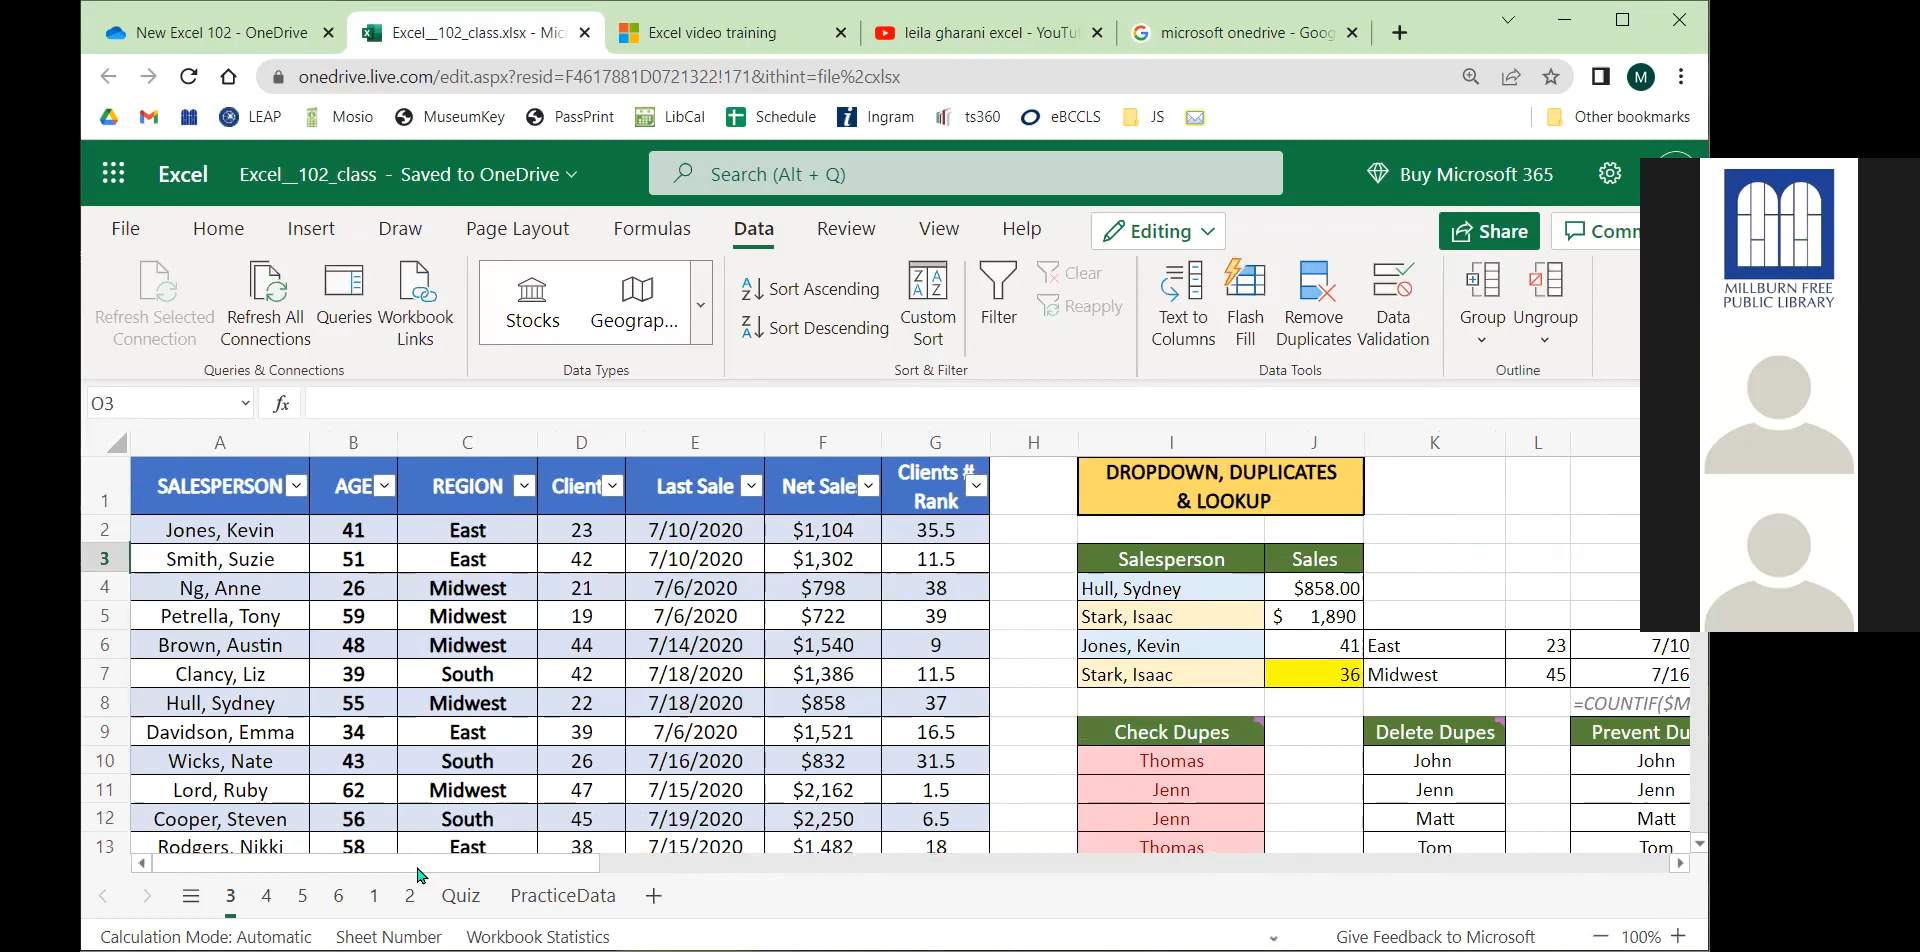 New Excel 102 - OneDrive
Excel__102_class.xlsx - Mic
Excel video training
leila gharani excel - YouTu
microsoft onedrive - Goog
onedrive.live.com/edit.aspx?resid=F4617881D0721322!171&ithint=file%2cxlsx
M
LEAP Mosio MuseumKey PassPrint LibCal Schedule Ingram ts360 eBCCLS JS Other bookmarks
Excel Excel__102_class - Saved to OneDrive Search (Alt + Q) Buy Microsoft 365
File Home Insert Draw Page Layout Formulas Data Review View Help Editing Share Comm
Refresh Selected Connection
Refresh All Connections
Queries
Workbook Links
Queries & Connections
Stocks
Geograp...
Data Types
Sort Ascending
Sort Descending
Custom Sort
Filter
Clear
Reapply
Sort & Filter
Text to Columns
Flash Fill
Remove Duplicates
Data Validation
Data Tools
Group
Ungroup
Outline
MILLBURN FREE
PUBLIC LIBRARY
O3 fx
A B C D E F G H I J K L
1 SALESPERSON AGE REGION Client Last Sale Net Sale Clients # Rank DROPDOWN, DUPLICATES & LOOKUP
2 Jones, Kevin 41 East 23 7/10/2020 $1,104 35.5
3 Smith, Suzie 51 East 42 7/10/2020 $1,302 11.5 Salesperson Sales
4 Ng, Anne 26 Midwest 21 7/6/2020 $798 38 Hull, Sydney $858.00
5 Petrella, Tony 59 Midwest 19 7/6/2020 $722 39 Stark, Isaac $ 1,890
6 Brown, Austin 48 Midwest 44 7/14/2020 $1,540 9 Jones, Kevin 41 East 23 7/10
7 Clancy, Liz 39 South 42 7/18/2020 $1,386 11.5 Stark, Isaac 36 Midwest 45 7/16
8 Hull, Sydney 55 Midwest 22 7/18/2020 $858 37 =COUNTIF($M
9 Davidson, Emma 34 East 39 7/6/2020 $1,521 16.5 Check Dupes Delete Dupes Prevent Du
10 Wicks, Nate 43 South 26 7/16/2020 $832 31.5 Thomas John John
11 Lord, Ruby 62 Midwest 47 7/15/2020 $2,162 1.5 Jenn Jenn Jenn
12 Cooper, Steven 56 South 45 7/19/2020 $2,250 6.5 Jenn Matt Matt
13 Rodgers, Nikki 58 East 38 7/15/2020 $1,482 18 Thomas Tom Tom
3 4 5 6 1 2 Quiz PracticeData
Calculation Mode: Automatic Sheet Number Workbook Statistics Give Feedback to Microsoft 100%